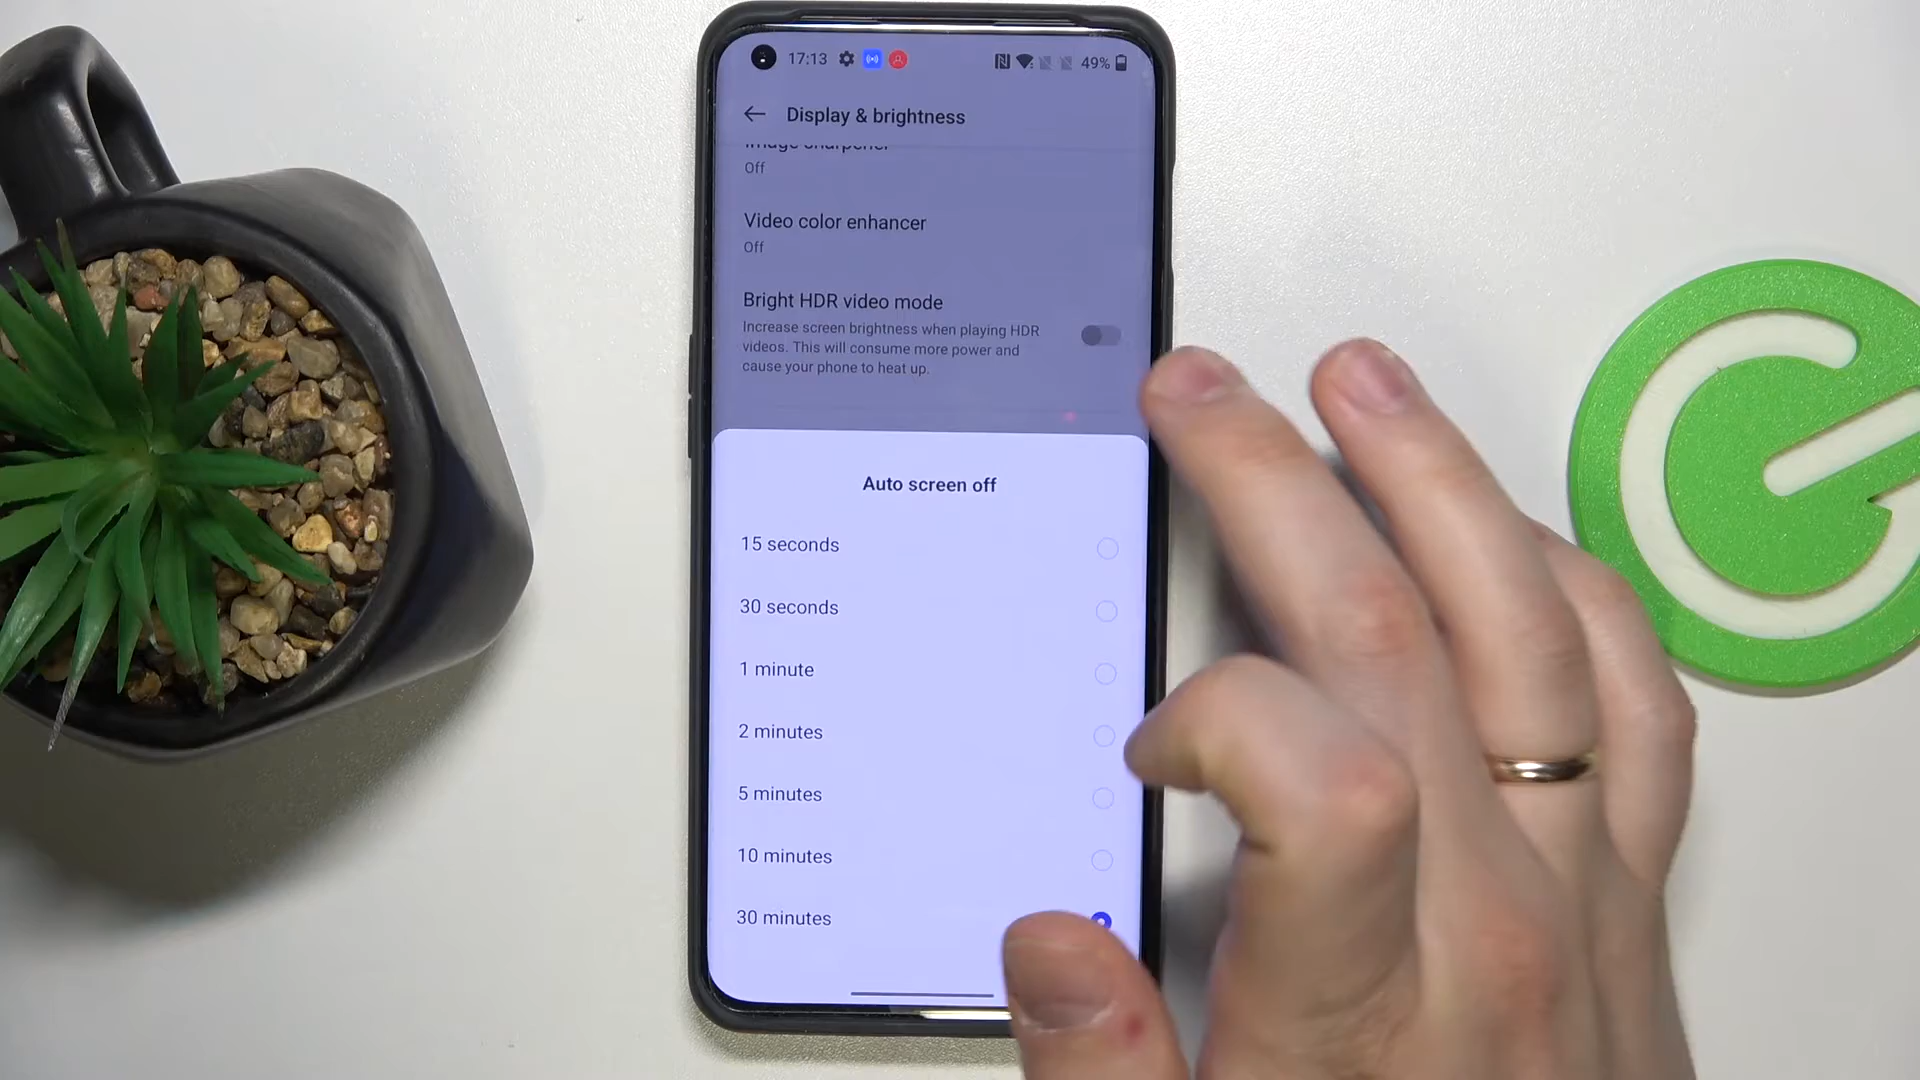 17:13
49%
Display & brightness
Image sharpener
Off
Video color enhancer
Off
Bright HDR video mode
Increase screen brightness when playing HDR
videos. This will consume more power and
cause your phone to heat up.
Auto screen off
15 seconds
30 seconds
1 minute
2 minutes
5 minutes
10 minutes
30 minutes